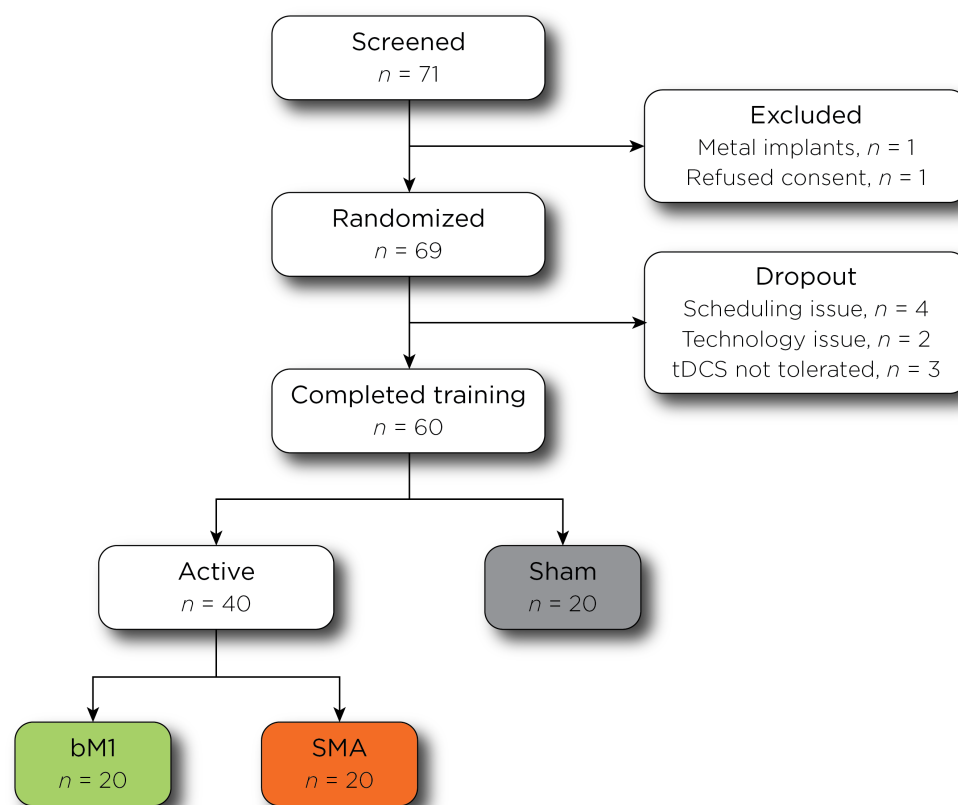 Screened
n = 71
Excluded
Metal implants, n = 1
Refused consent, n = 1
Randomized
n = 69
Dropout
Scheduling issue, n = 4
Technology issue, n = 2
tDCS not tolerated, n = 3
Completed training
n = 60
Active
n = 40
Sham
n = 20
bM1
n = 20
SMA
n = 20